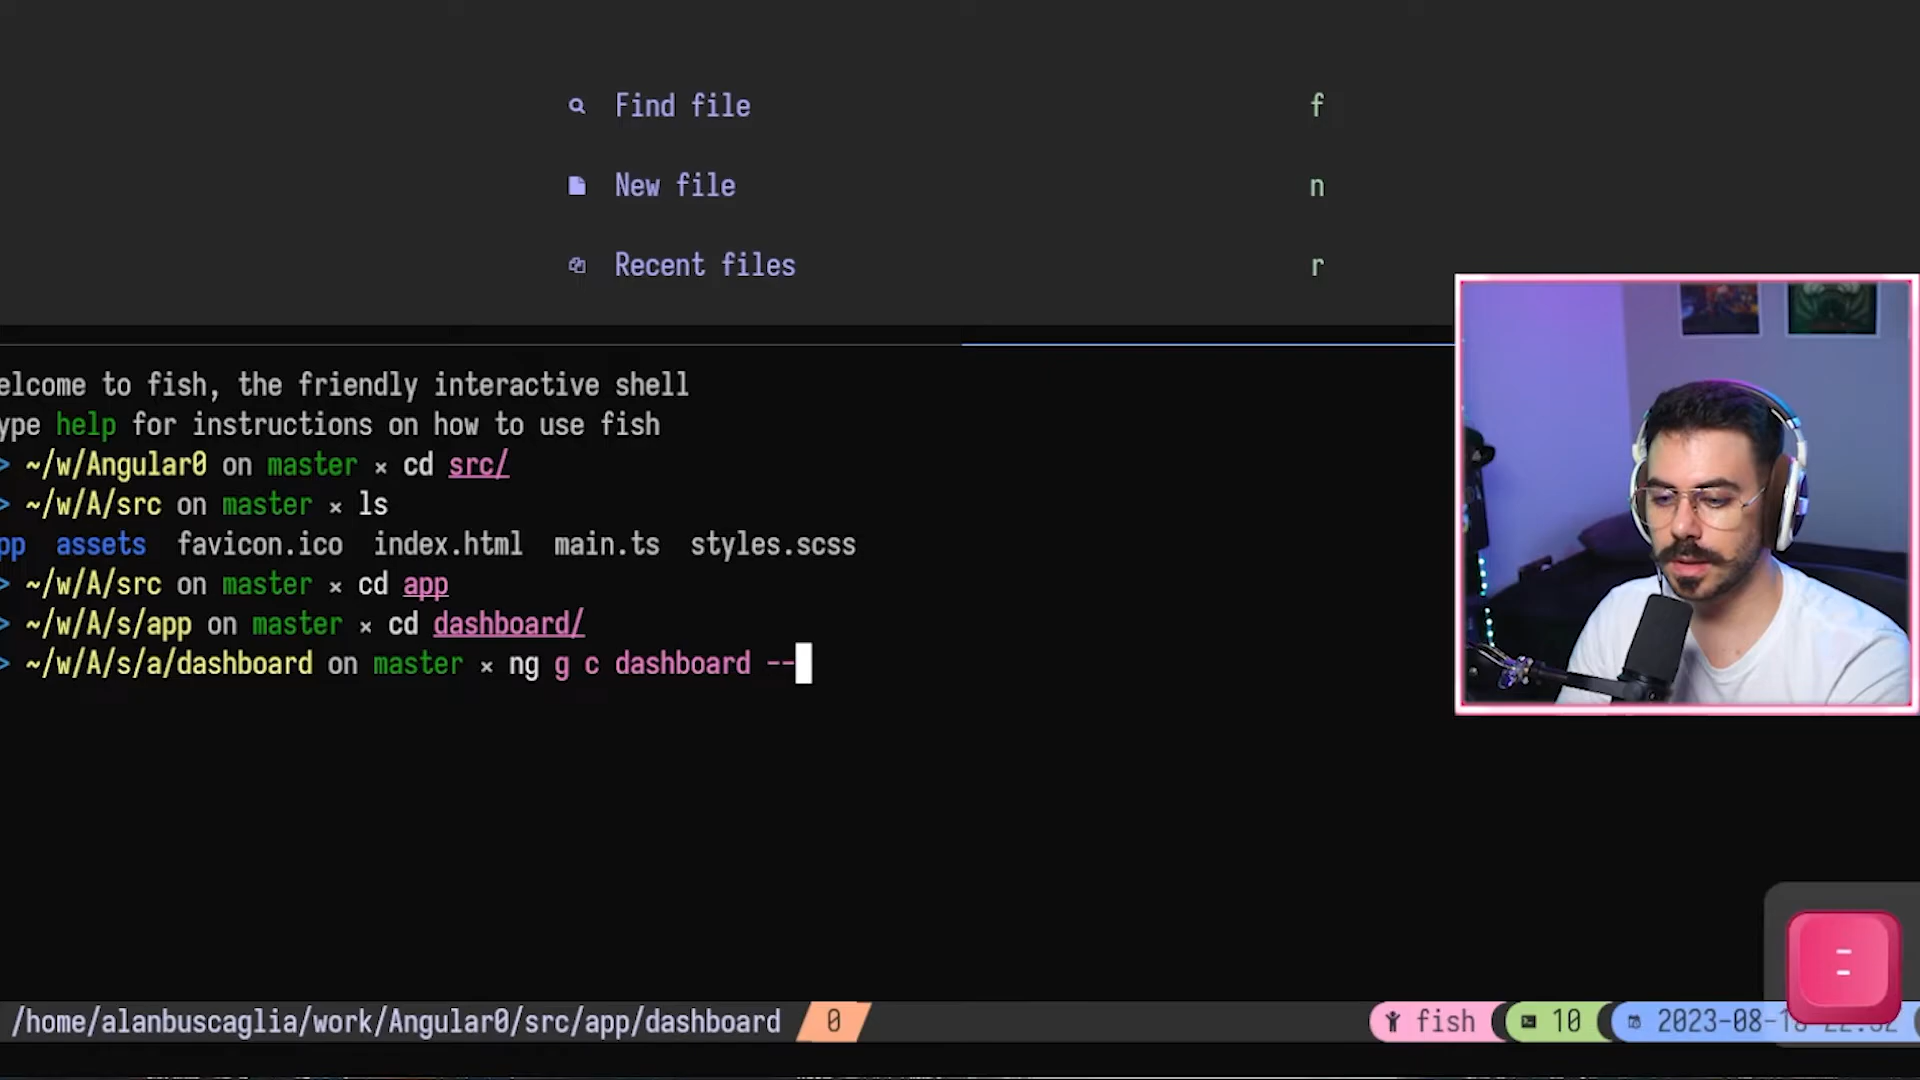 Find file f
New file n
Recent files r
elcome to fish, the friendly interactive shell
ype help for instructions on how to use fish
> ~/w/Angular0 on master × cd src/
> ~/w/A/src on master × ls
pp assets favicon.ico index.html main.ts styles.scss
> ~/w/A/src on master × cd app
> ~/w/A/s/app on master × cd dashboard/
> ~/w/A/s/a/dashboard on master × ng g c dashboard --
- -
/home/alanbuscaglia/work/Angular0/src/app/dashboard 0 fish 10 2023-08-